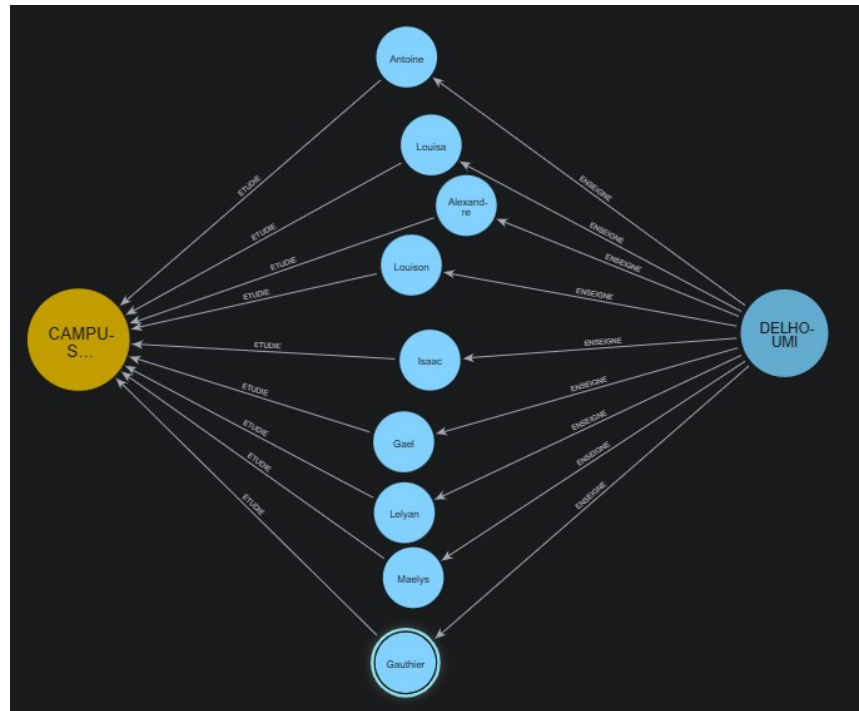 Antoine
Louisa
Alexand-
re
Louison
Isaac
Gael
Lelyan
Maelys
Gauthier
CAMPU-
S...
DELHO-
UMI
ETUDIE
ETUDIE
ETUDIE
ETUDIE
ETUDIE
ETUDIE
ETUDIE
ETUDIE
ETUDIE
ENSEIGNE
ENSEIGNE
ENSEIGNE
ENSEIGNE
ENSEIGNE
ENSEIGNE
ENSEIGNE
ENSEIGNE
ENSEIGNE